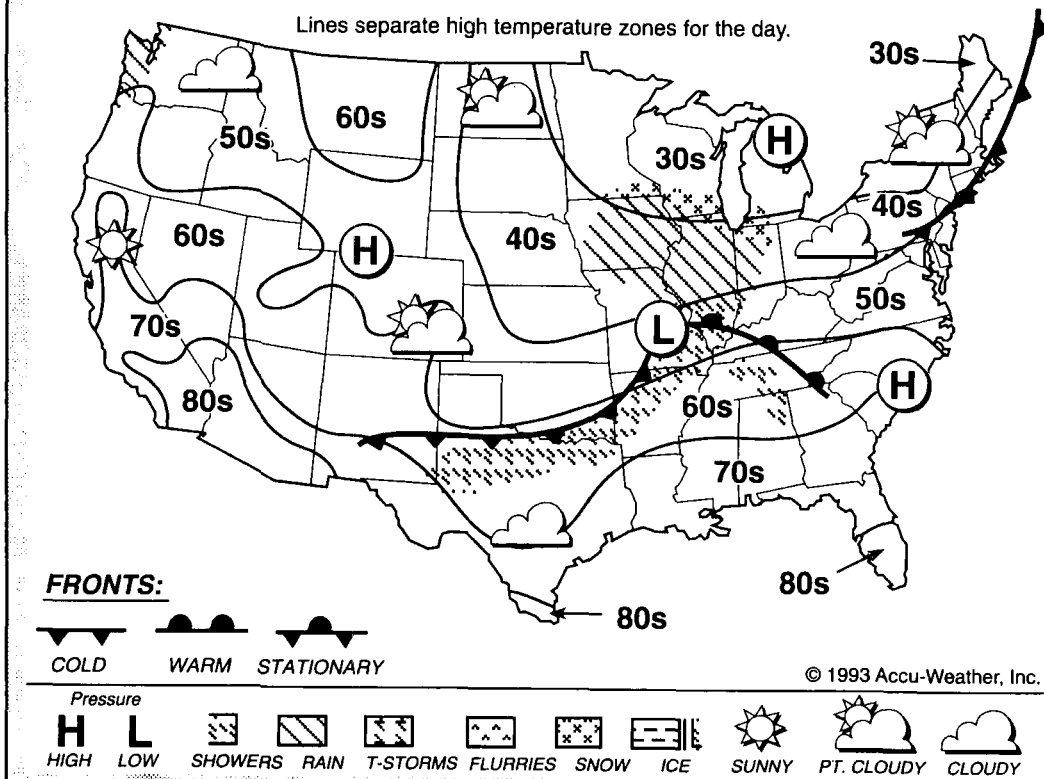 Lines separate high temperature zones for the day.
30s
60s
50s
30s
H
40s
60s
H
40s
50s
70s
L
H
80s
60s
70s
80s
80s
FRONTS:
COLD WARM STATIONARY
© 1993 Accu-Weather, Inc.
Pressure
H L
HIGH LOW SHOWERS RAIN T-STORMS FLURRIES SNOW ICE SUNNY PT. CLOUDY CLOUDY